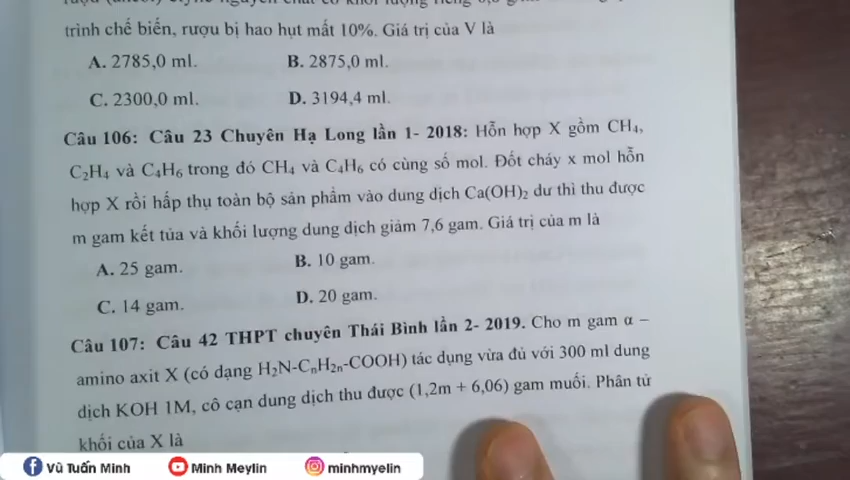 trình chế biến, rượu bị hao hụt mất 10%. Giá trị của V là
A. 2785,0 ml. B. 2875,0 ml.
C. 2300,0 ml. D. 3194,4 ml.
Câu 106: Câu 23 Chuyên Hạ Long lần 1- 2018: Hỗn hợp X gồm CH₄,
C₂H₄ và C₄H₆ trong đó CH₄ và C₄H₆ có cùng số mol. Đốt cháy x mol hỗn
hợp X rồi hấp thụ toàn bộ sản phẩm vào dung dịch Ca(OH)₂ dư thì thu được
m gam kết tủa và khối lượng dung dịch giảm 7,6 gam. Giá trị của m là
A. 25 gam. B. 10 gam.
C. 14 gam. D. 20 gam.
Câu 107: Câu 42 THPT chuyên Thái Bình lần 2- 2019. Cho m gam α –
amino axit X (có dạng H₂N-CₙH₂ₙ-COOH) tác dụng vừa đủ với 300 ml dung
dịch KOH 1M, cô cạn dung dịch thu được (1,2m + 6,06) gam muối. Phân tử
khối của X là
Vũ Tuấn Minh Minh Meylin minhmyelin